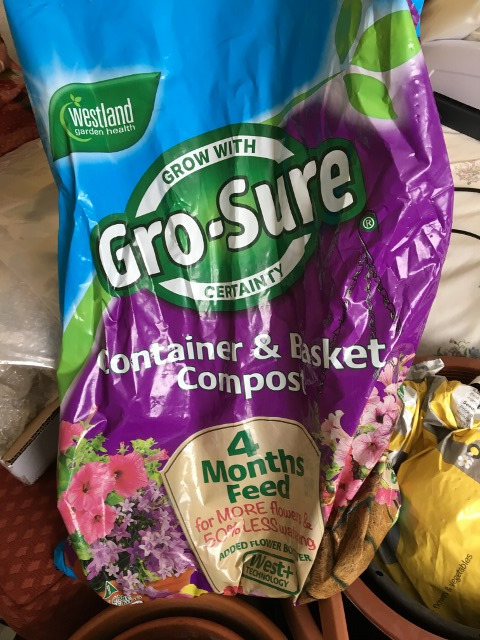 Westland
garden health
GROW WITH
Gro-Sure
®
CERTAINTY
Container & Basket
Compost
4
Months
Feed
for MORE flowers &
50% LESS watering
ADDED FLOWER BOOSTER
West+
TECHNOLOGY
& Vegetables